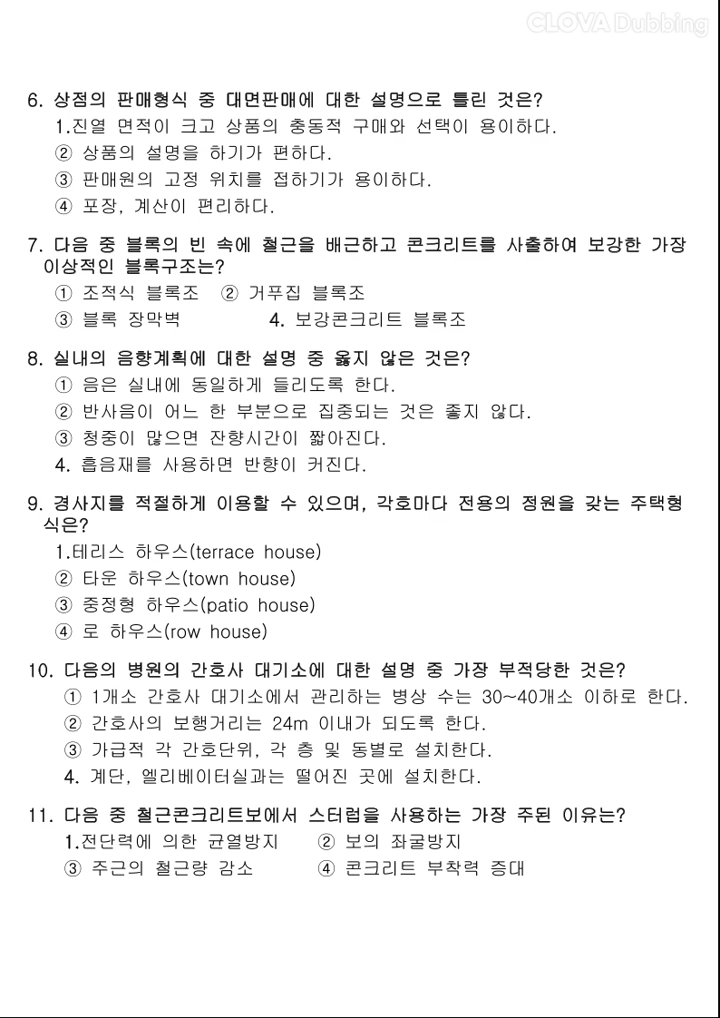 CLOVA Dubbing
6. 상점의 판매형식 중 대면판매에 대한 설명으로 틀린 것은?
1.진열 면적이 크고 상품의 충동적 구매와 선택이 용이하다.
② 상품의 설명을 하기가 편하다.
③ 판매원의 고정 위치를 접하기가 용이하다.
④ 포장, 계산이 편리하다.
7. 다음 중 블록의 빈 속에 철근을 배근하고 콘크리트를 사출하여 보강한 가장
이상적인 블록구조는?
① 조적식 블록조 ② 거푸집 블록조
③ 블록 장막벽 4. 보강콘크리트 블록조
8. 실내의 음향계획에 대한 설명 중 옳지 않은 것은?
① 음은 실내에 동일하게 들리도록 한다.
② 반사음이 어느 한 부분으로 집중되는 것은 좋지 않다.
③ 청중이 많으면 잔향시간이 짧아진다.
4. 흡음재를 사용하면 반향이 커진다.
9. 경사지를 적절하게 이용할 수 있으며, 각호마다 전용의 정원을 갖는 주택형
식은?
1.테리스 하우스(terrace house)
② 타운 하우스(town house)
③ 중정형 하우스(patio house)
④ 로 하우스(row house)
10. 다음의 병원의 간호사 대기소에 대한 설명 중 가장 부적당한 것은?
① 1개소 간호사 대기소에서 관리하는 병상 수는 30~40개소 이하로 한다.
② 간호사의 보행거리는 24m 이내가 되도록 한다.
③ 가급적 각 간호단위, 각 층 및 동별로 설치한다.
4. 계단, 엘리베이터실과는 떨어진 곳에 설치한다.
11. 다음 중 철근콘크리트보에서 스터럽을 사용하는 가장 주된 이유는?
1.전단력에 의한 균열방지 ② 보의 좌굴방지
③ 주근의 철근량 감소 ④ 콘크리트 부착력 증대